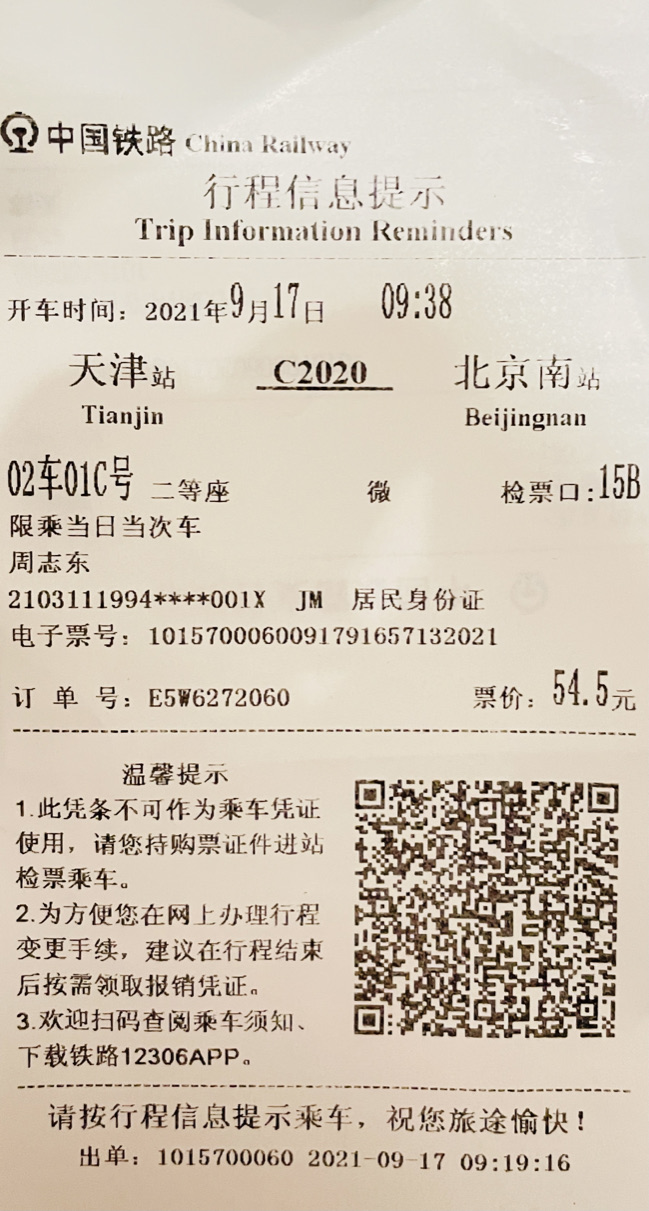 中国铁路 China Railway
行程信息提示
Trip Information Reminders
开车时间：2021年9月17日 09:38
天津站 C2020 北京南站
Tianjin Beijingnan
02车01C号 二等座 微 检票口:15B
限乘当日当次车
周志东
2103111994****001X JM 居民身份证
电子票号：1015700060091791657132021
订 单 号：E5W6272060 票价：54.5元
温馨提示
1.此凭条不可作为乘车凭证
使用，请您持购票证件进站
检票乘车。
2.为方便您在网上办理行程
变更手续，建议在行程结束
后按需领取报销凭证。
3.欢迎扫码查阅乘车须知、
下载铁路12306APP。
请按行程信息提示乘车，祝您旅途愉快！
出单：1015700060 2021-09-17 09:19:16